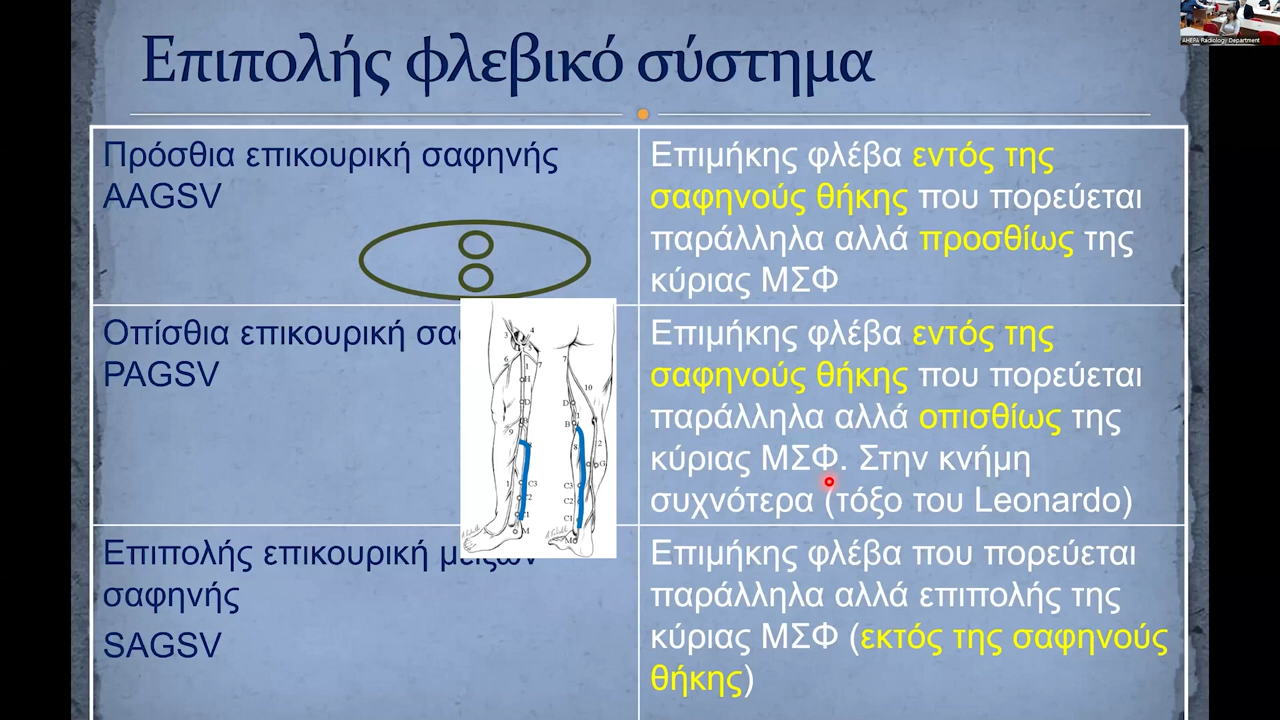 AHEPA Radiology Department
Επιπολής φλεβικό σύστημα
Πρόσθια επικουρική σαφηνής
AAGSV
Επιμήκης φλέβα εντός της
σαφηνούς θήκης που πορεύεται
παράλληλα αλλά προσθίως της
κύριας ΜΣΦ
Οπίσθια επικουρική
PAGSV
Επιμήκης φλέβα εντός της
σαφηνούς θήκης που πορεύεται
παράλληλα αλλά οπισθίως της
κύριας ΜΣΦ. Στην κνήμη
συχνότερα (τόξο του Leonardo)
Επιπολής επικουρική μείζων
σαφηνής
SAGSV
Επιμήκης φλέβα που πορεύεται
παράλληλα αλλά επιπολής της
κύριας ΜΣΦ (εκτός της σαφηνούς
θήκης)